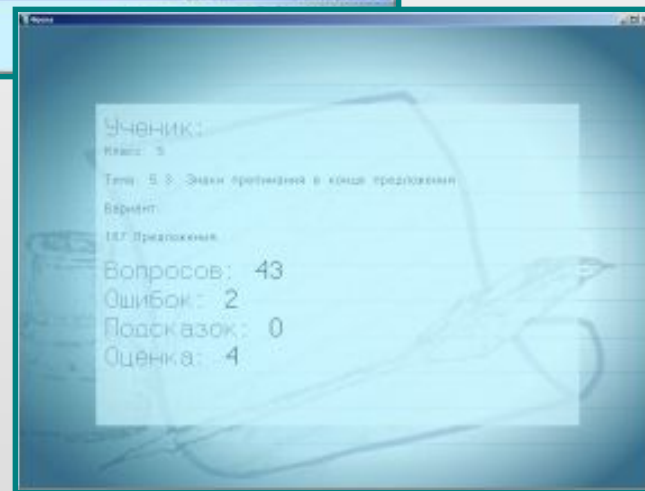 Ученик:
Класс: 5
Тема: 5.3. Знаки препинания в конце предложения
Вариант:
Предложения
Вопросов: 43
Ошибок: 2
Подсказок: 0
Оценка: 4